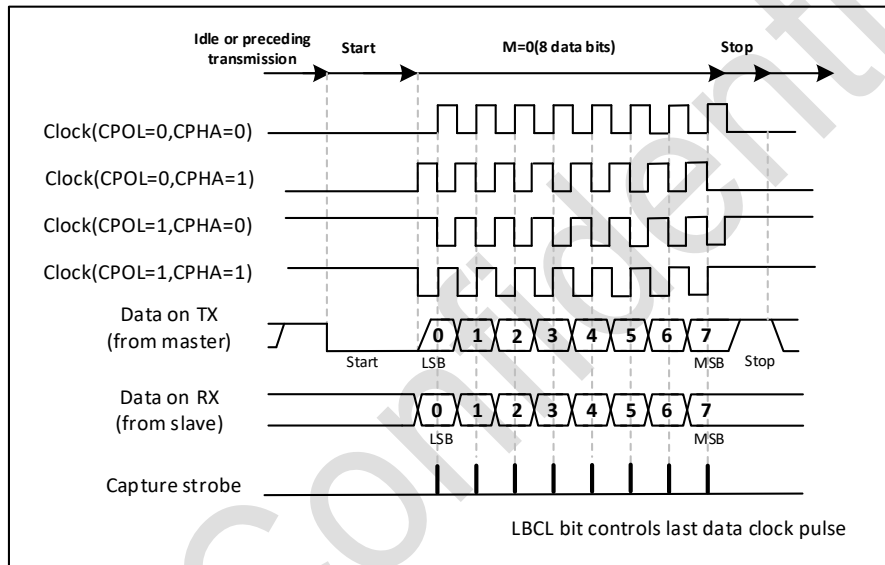 Idle or preceding
transmission
Start
M=0(8 data bits)
Stop
Clock(CPOL=0,CPHA=0)
Clock(CPOL=0,CPHA=1)
Clock(CPOL=1,CPHA=0)
Clock(CPOL=1,CPHA=1)
Data on TX
(from master)
0 1 2 3 4 5 6 7
Start
LSB
MSB
Stop
Data on RX
(from slave)
0 1 2 3 4 5 6 7
LSB
MSB
Capture strobe
LBCL bit controls last data clock pulse
Confidenti